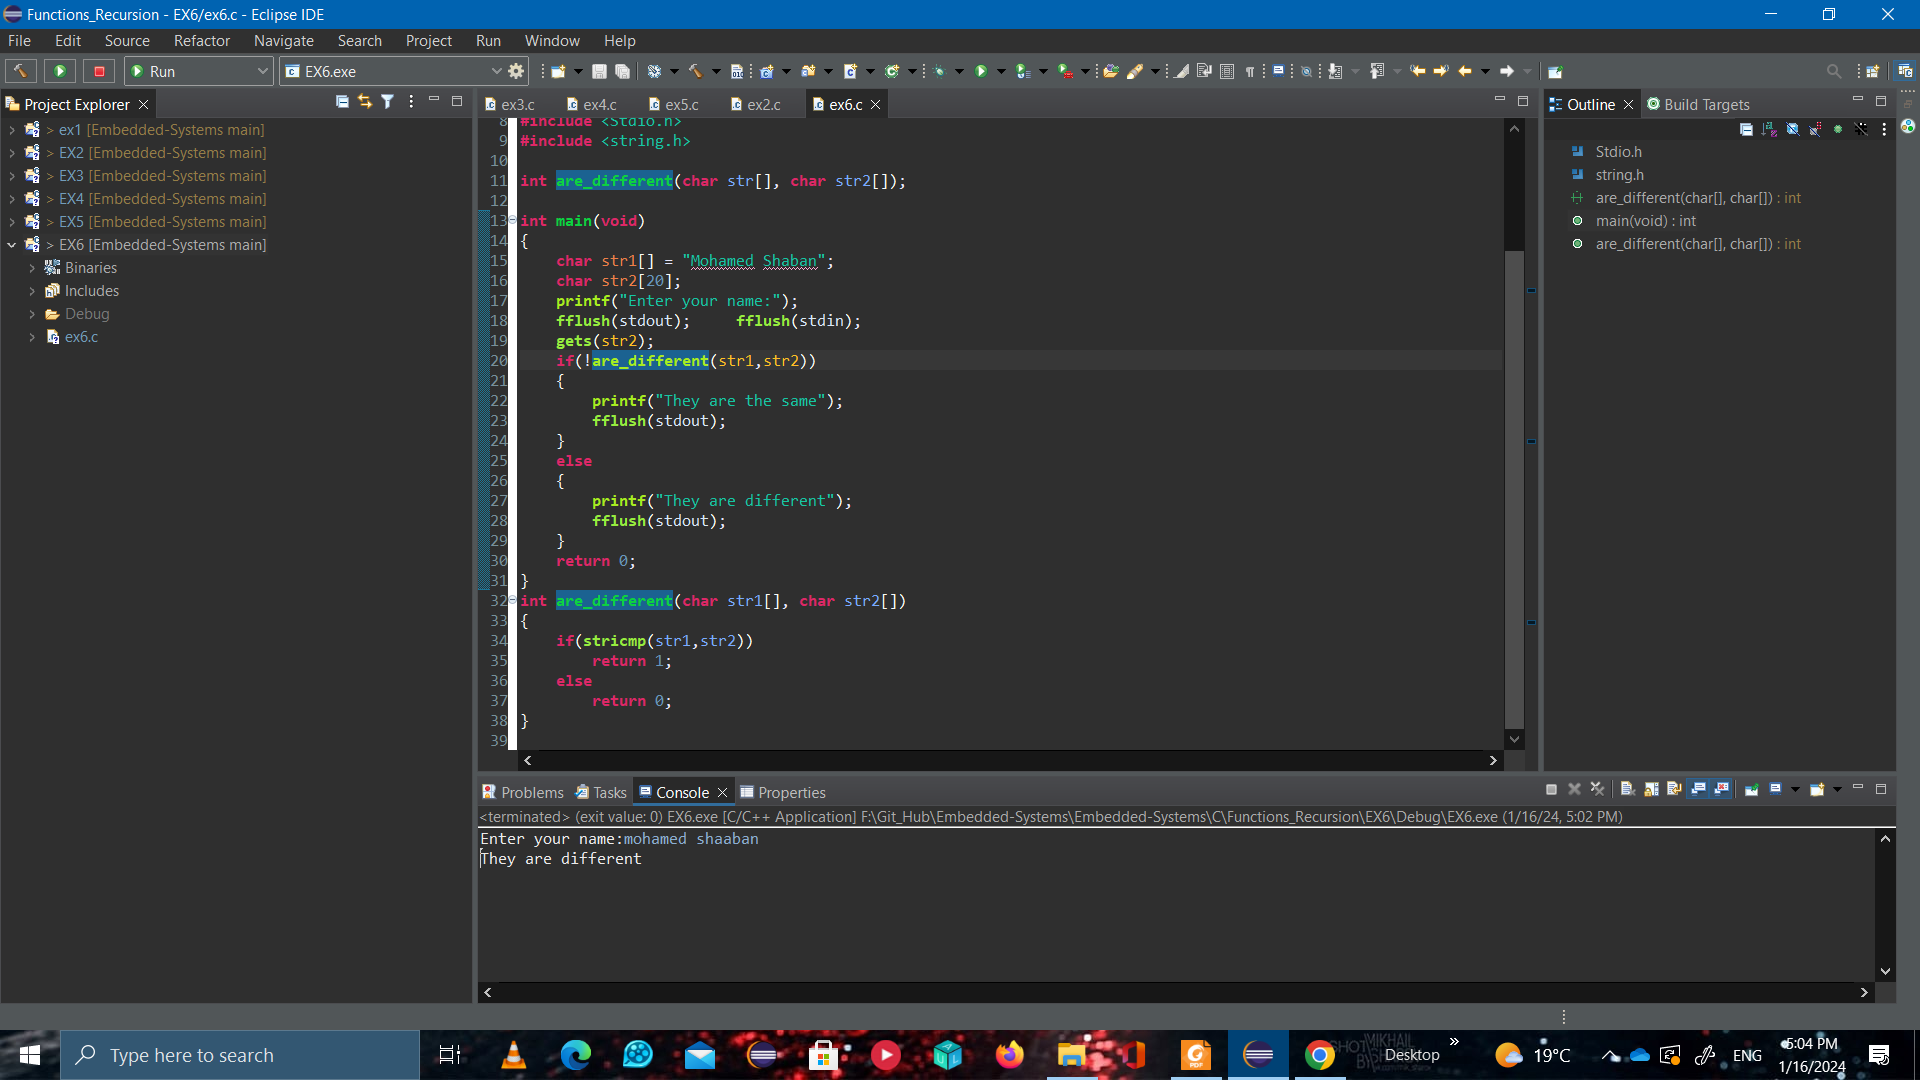 Functions_Recursion - EX6/ex6.c - Eclipse IDE
File Edit Source Refactor Navigate Search Project Run Window Help
Run
EX6.exe
Project Explorer
> ex1 [Embedded-Systems main]
> EX2 [Embedded-Systems main]
> EX3 [Embedded-Systems main]
> EX4 [Embedded-Systems main]
> EX5 [Embedded-Systems main]
> EX6 [Embedded-Systems main]
Binaries
Includes
Debug
ex6.c
ex3.c ex4.c ex5.c ex2.c ex6.c
8 #include <Stdio.h>
9 #include <string.h>
10
11 int are_different(char str[], char str2[]);
12
13 int main(void)
14 {
15 char str1[] = "Mohamed Shaban";
16 char str2[20];
17 printf("Enter your name:");
18 fflush(stdout); fflush(stdin);
19 gets(str2);
20 if(!are_different(str1,str2))
21 {
22 printf("They are the same");
23 fflush(stdout);
24 }
25 else
26 {
27 printf("They are different");
28 fflush(stdout);
29 }
30 return 0;
31 }
32 int are_different(char str1[], char str2[])
33 {
34 if(stricmp(str1,str2))
35 return 1;
36 else
37 return 0;
38 }
39
Outline Build Targets
Stdio.h
string.h
are_different(char[], char[]) : int
main(void) : int
are_different(char[], char[]) : int
Problems Tasks Console Properties
<terminated> (exit value: 0) EX6.exe [C/C++ Application] F:\Git_Hub\Embedded-Systems\Embedded-Systems\C\Functions_Recursion\EX6\Debug\EX6.exe (1/16/24, 5:02 PM)
Enter your name:mohamed shaaban
They are different
Type here to search
Desktop
19°C
ENG
5:04 PM
1/16/2024